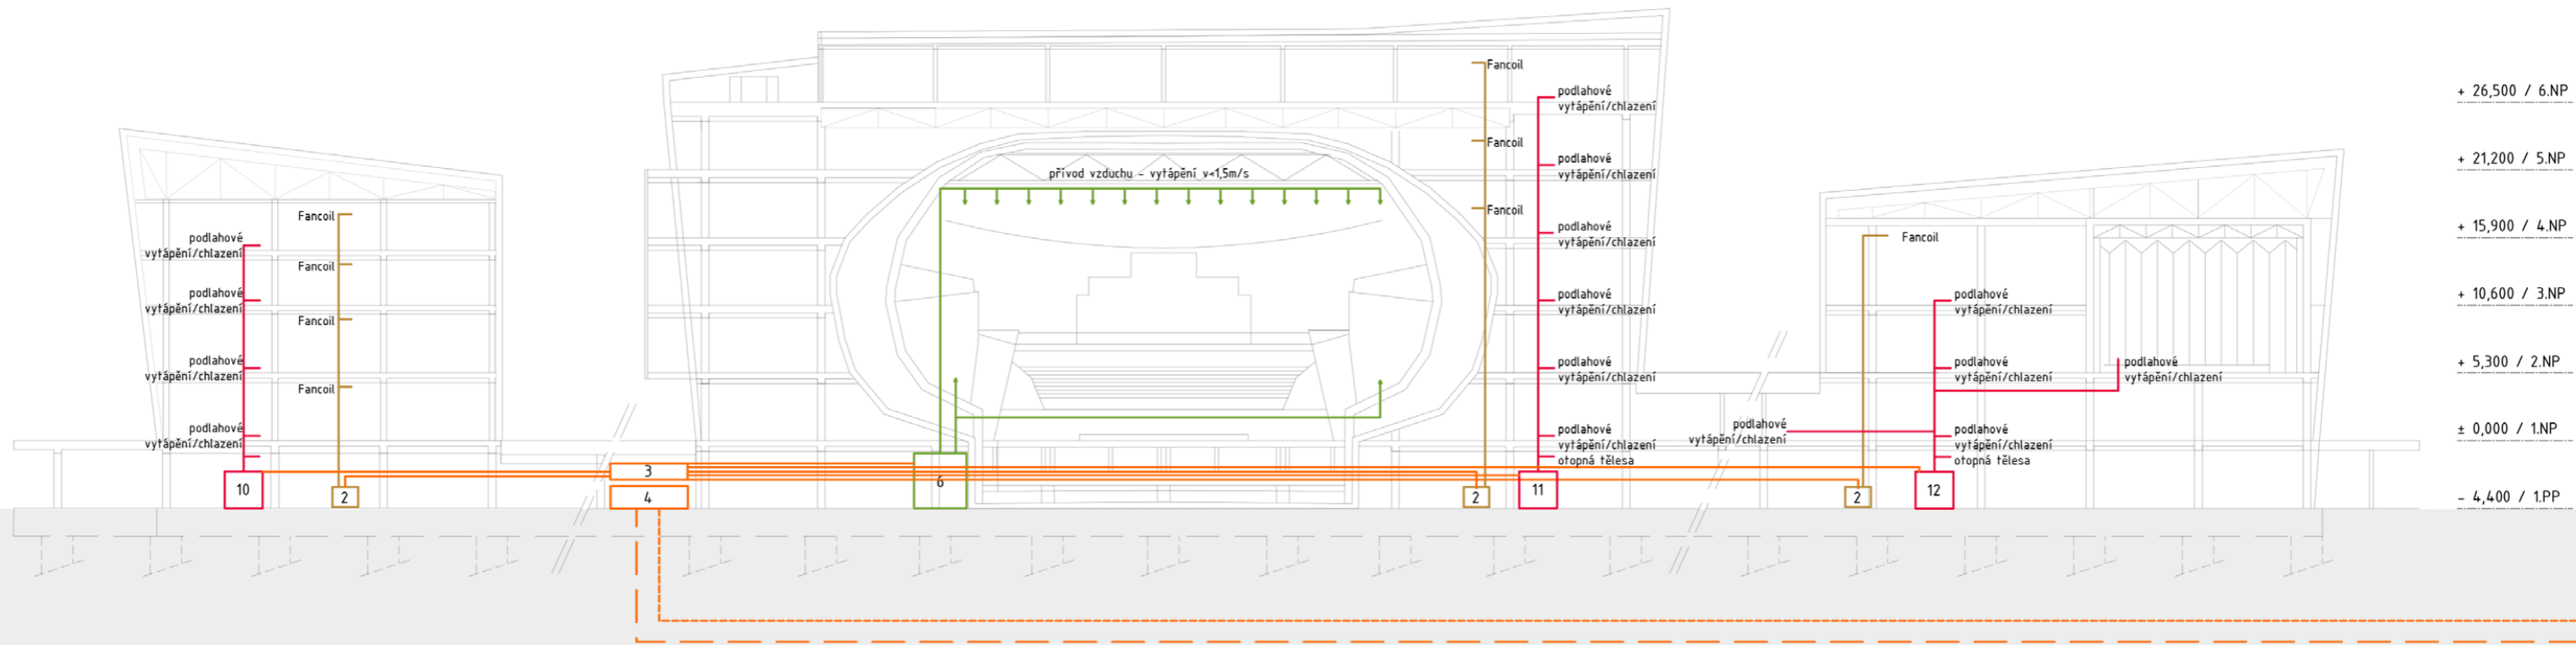 Fancoil
podlahové
vytápění/chlazení
Fancoil
podlahové
vytápění/chlazení
Fancoil
podlahové
vytápění/chlazení
Fancoil
podlahové
vytápění/chlazení
10
2
3
4
přívod vzduchu - vytápění v<1,5m/s
6
Fancoil
Fancoil
Fancoil
podlahové
vytápění/chlazení
podlahové
vytápění/chlazení
podlahové
vytápění/chlazení
podlahové
vytápění/chlazení
podlahové
vytápění/chlazení
podlahové
vytápění/chlazení
otopná tělesa
2
11
Fancoil
podlahové
vytápění/chlazení
podlahové
vytápění/chlazení
podlahové
vytápění/chlazení
podlahové
vytápění/chlazení
podlahové
vytápění/chlazení
otopná tělesa
2
12
+ 26,500 / 6.NP
+ 21,200 / 5.NP
+ 15,900 / 4.NP
+ 10,600 / 3.NP
+ 5,300 / 2.NP
± 0,000 / 1.NP
- 4,400 / 1.PP